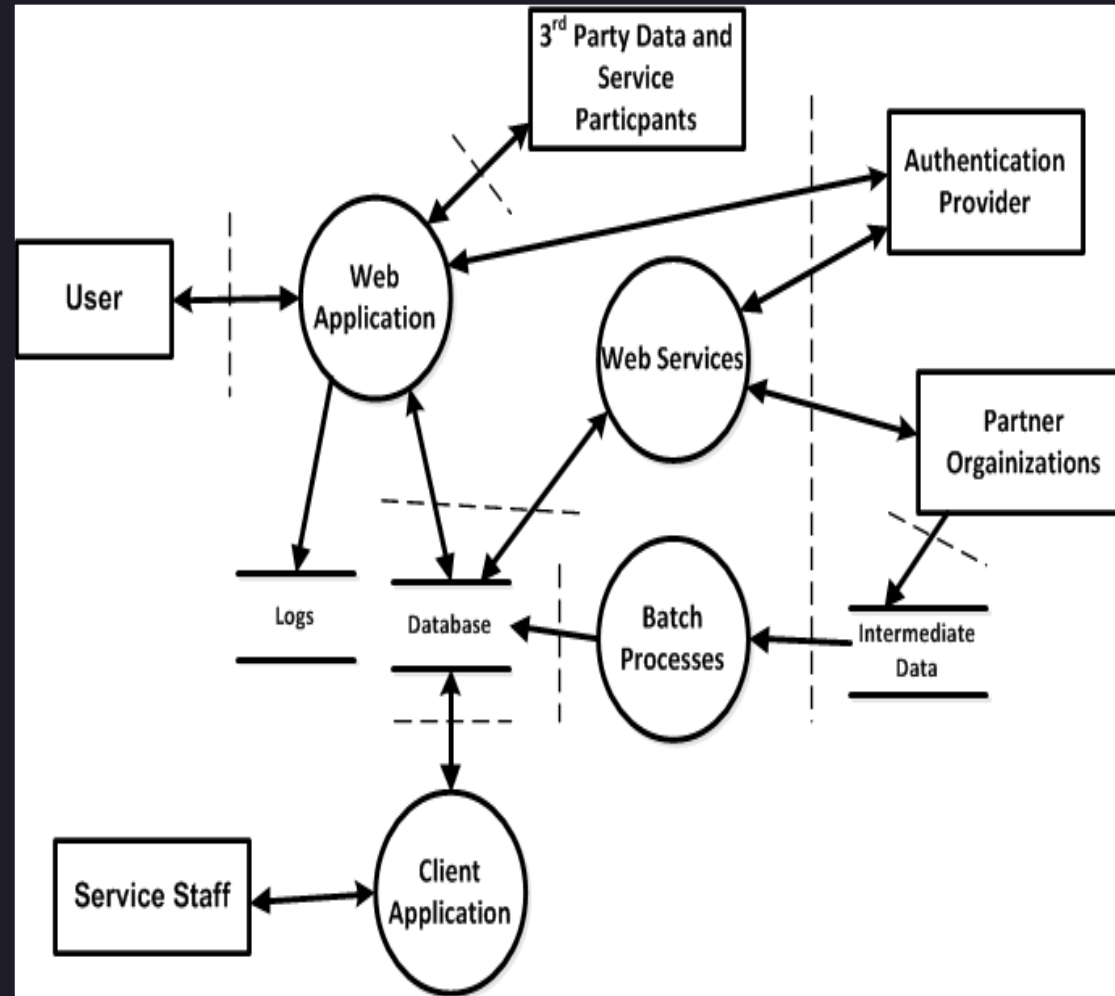 3rd Party Data and
Service
Particpants
Authentication
Provider
User
Web
Application
Web Services
Partner
Orgainizations
Logs
Database
Batch
Processes
Intermediate
Data
Service Staff
Client
Application